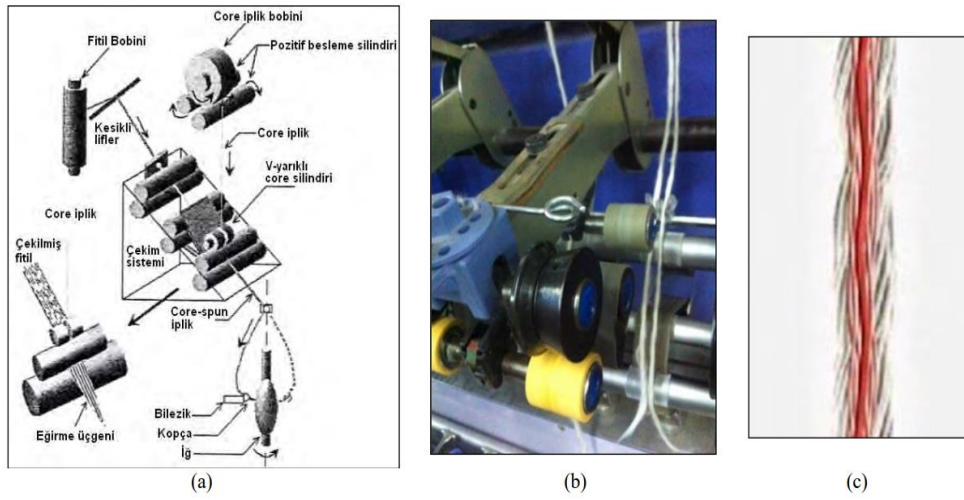 Core iplik bobini
Fitil Bobini
Pozitif besleme silindiri
Kesikli
lifler
Core iplik
V-yarıklı
core silindiri
Core iplik
Çekilmiş
fitil
Çekim
sistemi
Core-spun
iplik
Bilezik
Kopça
İğ
Eğirme üçgeni
(a)
(b)
(c)